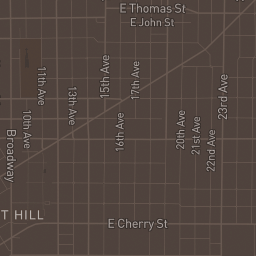 E Thomas St
E John St
11th Ave
10th Ave
13th Ave
15th Ave
16th Ave
17th Ave
20th Ave
21st Ave
22nd Ave
23rd Ave
Broadway
T HILL
E Cherry St